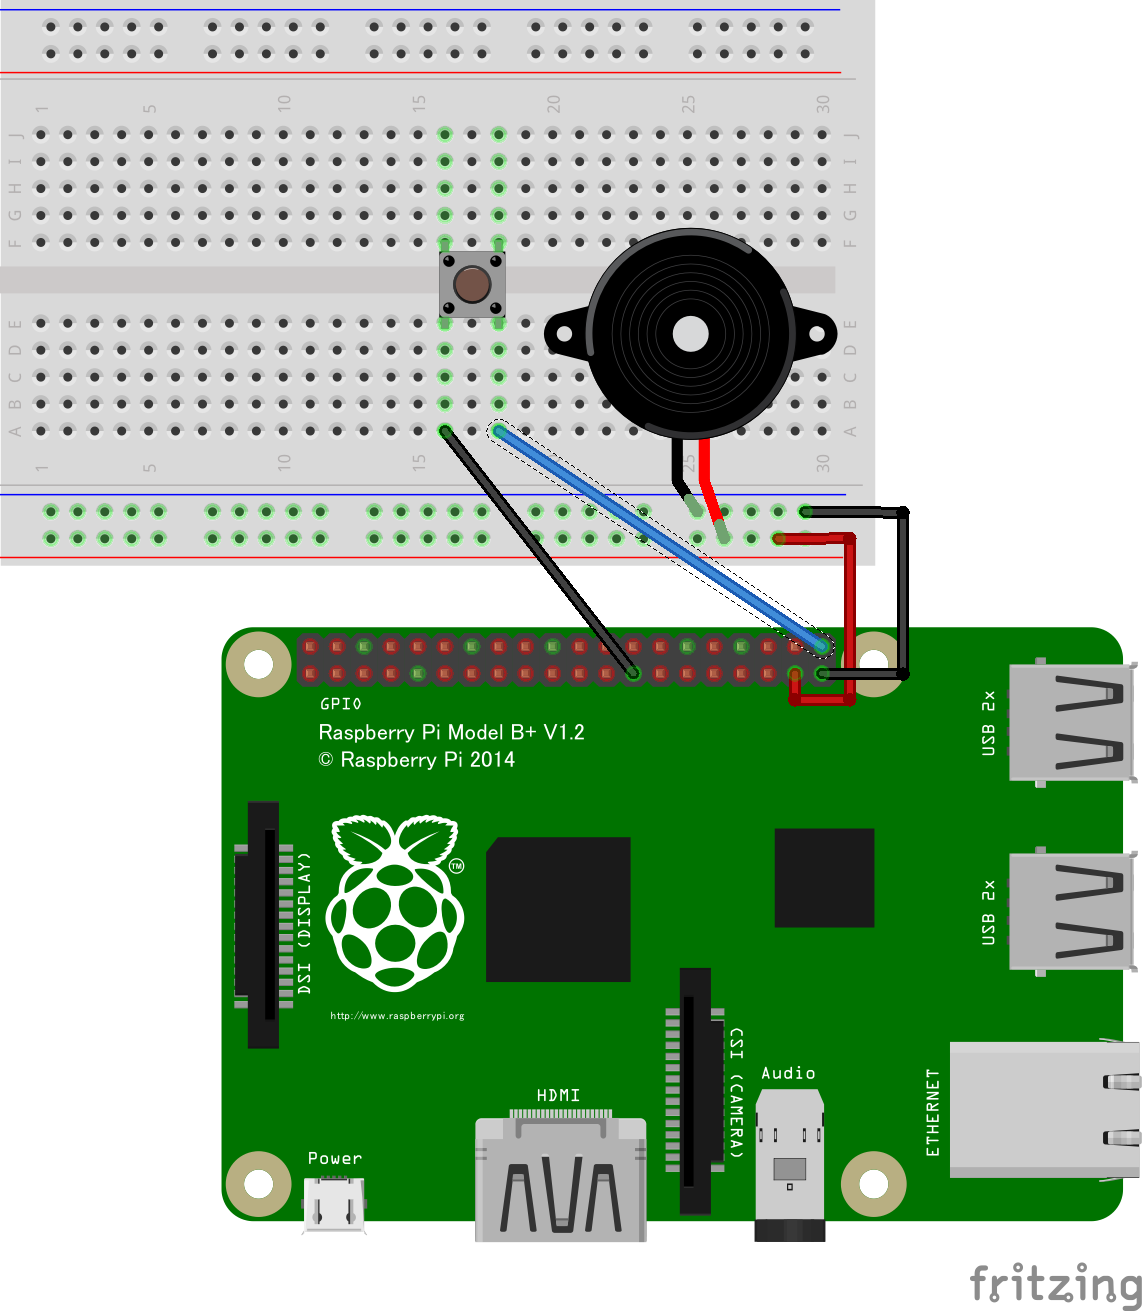 1 5 10 15 20 25 30
J J
I I
H H
G G
F F
E E
D D
C C
B B
A A
1 5 10 15 25 30
GPIO
Raspberry Pi Model B+ V1.2
© Raspberry Pi 2014
USB 2x
DSI (DISPLAY)
TM
USB 2x
http://www.raspberrypi.org
CSI (CAMERA)
Audio
ETHERNET
HDMI
Power
fritzing